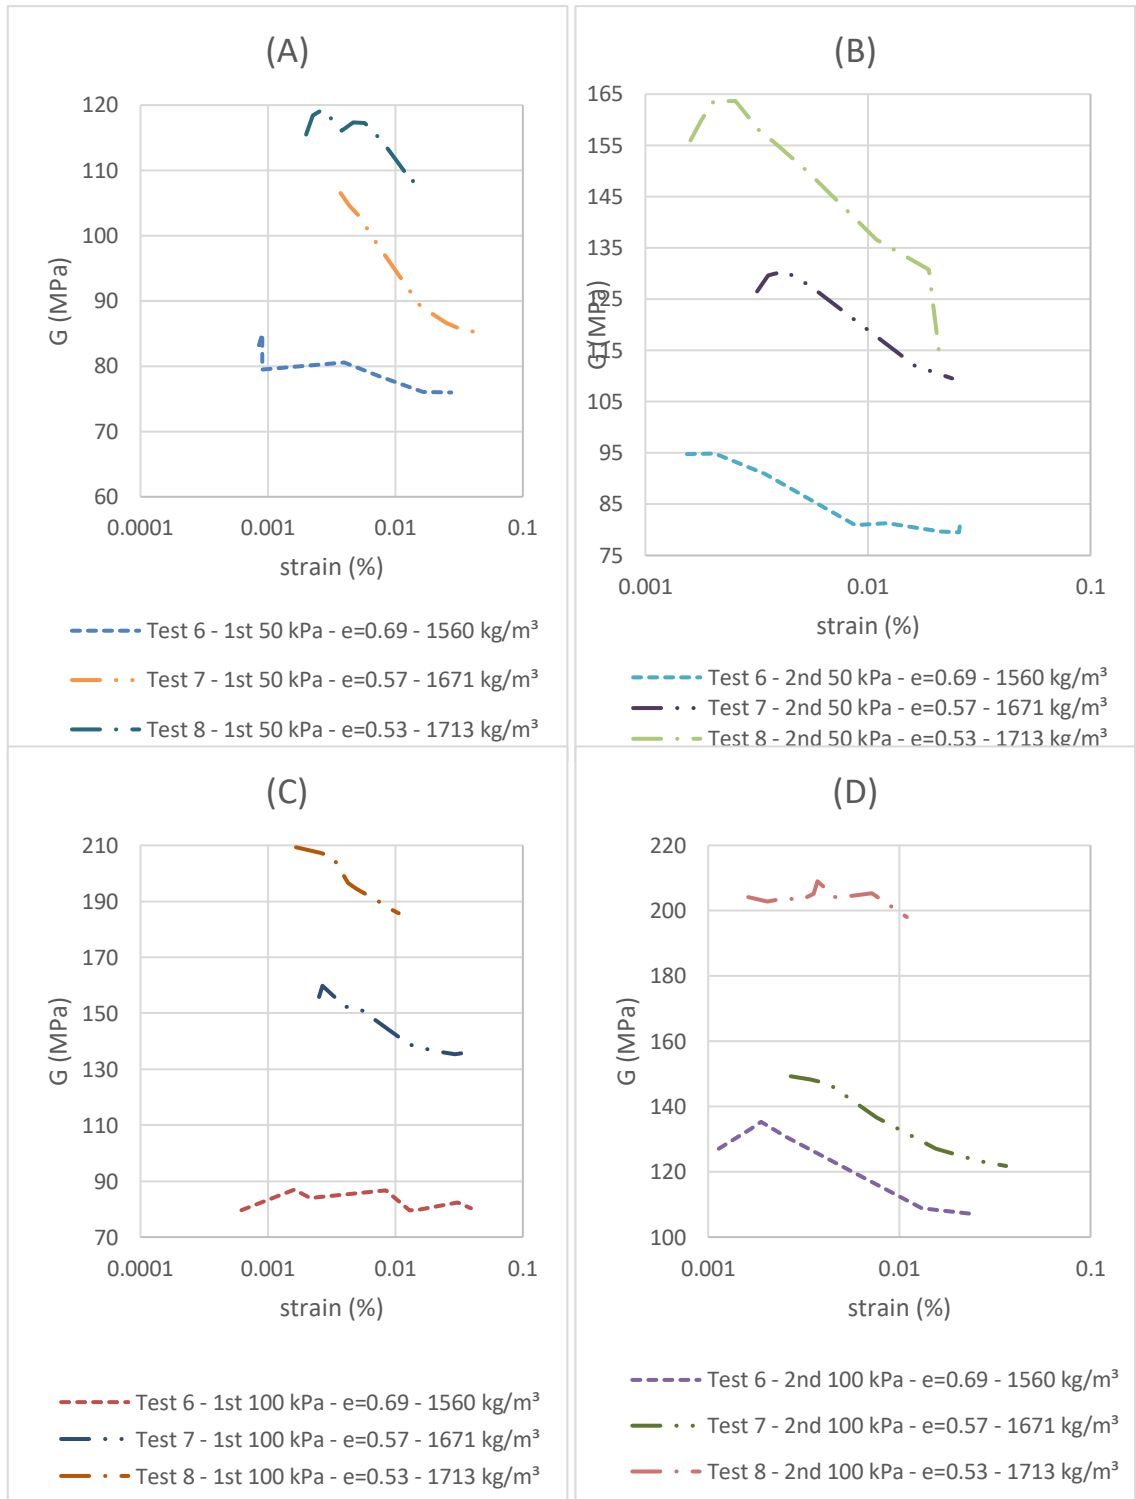 (A)
120
110
100
90
80
70
60
G (MPa)
0.0001 0.001 0.01 0.1
strain (%)
Test 6 - 1st 50 kPa - e=0.69 - 1560 kg/m³
Test 7 - 1st 50 kPa - e=0.57 - 1671 kg/m³
Test 8 - 1st 50 kPa - e=0.53 - 1713 kg/m³
(B)
165
155
145
135
125
115
105
95
85
75
G (MPa)
0.001 0.01 0.1
strain (%)
Test 6 - 2nd 50 kPa - e=0.69 - 1560 kg/m³
Test 7 - 2nd 50 kPa - e=0.57 - 1671 kg/m³
Test 8 - 2nd 50 kPa - e=0.53 - 1713 kg/m³
(C)
210
190
170
150
130
110
90
70
G (MPa)
0.0001 0.001 0.01 0.1
strain (%)
Test 6 - 1st 100 kPa - e=0.69 - 1560 kg/m³
Test 7 - 1st 100 kPa - e=0.57 - 1671 kg/m³
Test 8 - 1st 100 kPa - e=0.53 - 1713 kg/m³
(D)
220
200
180
160
140
120
100
G (MPa)
0.001 0.01 0.1
strain (%)
Test 6 - 2nd 100 kPa - e=0.69 - 1560 kg/m³
Test 7 - 2nd 100 kPa - e=0.57 - 1671 kg/m³
Test 8 - 2nd 100 kPa - e=0.53 - 1713 kg/m³